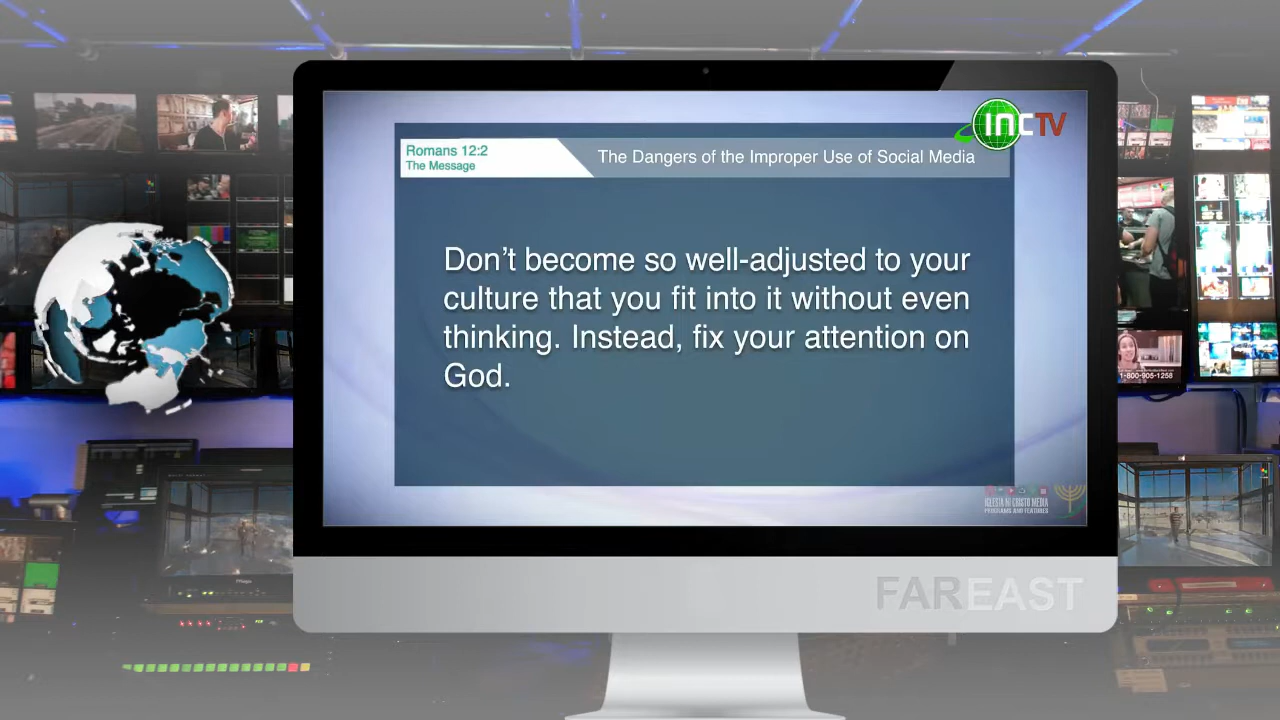 INCTV
Romans 12:2
The Message
The Dangers of the Improper Use of Social Media
Don't become so well-adjusted to your
culture that you fit into it without even
thinking. Instead, fix your attention on
God.
IGLESIA NI CRISTO MEDIA
PROGRAMS AND FEATURES
1-800-905-1258
FAREAST